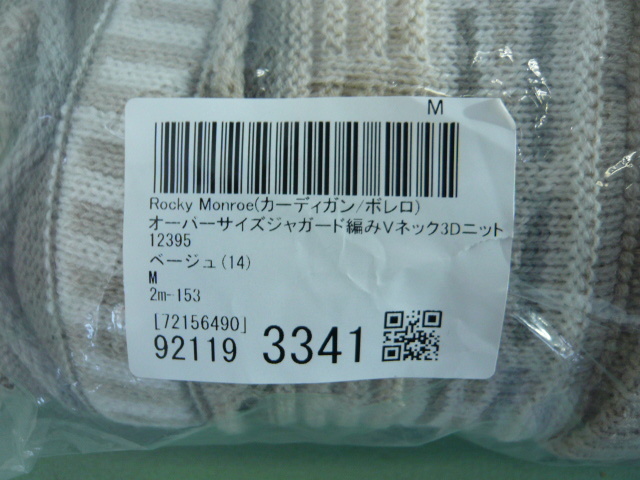 M
Rocky Monroe(カーディガン/ボレロ)
オーバーサイズジャガード編みVネック3Dニット
12395
ベージュ(14)
M
2m-153
[72156490]
92119 3341